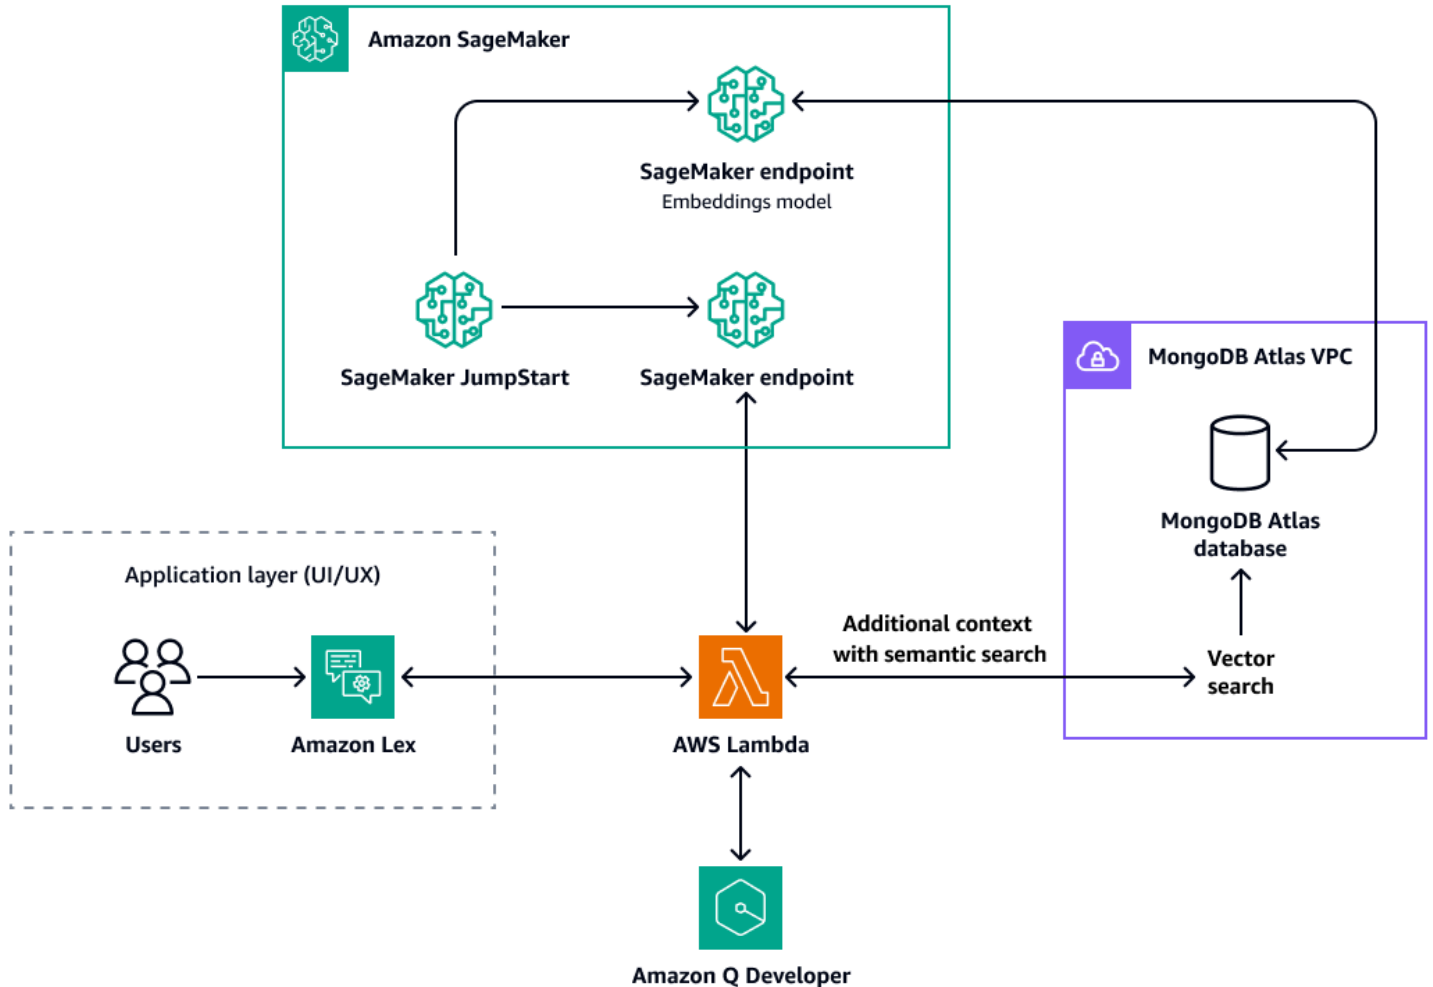 Amazon SageMaker
SageMaker endpoint
Embeddings model
SageMaker JumpStart
SageMaker endpoint
MongoDB Atlas VPC
MongoDB Atlas
database
Application layer (UI/UX)
Users
Amazon Lex
AWS Lambda
Additional context
with semantic search
Vector
search
Amazon Q Developer